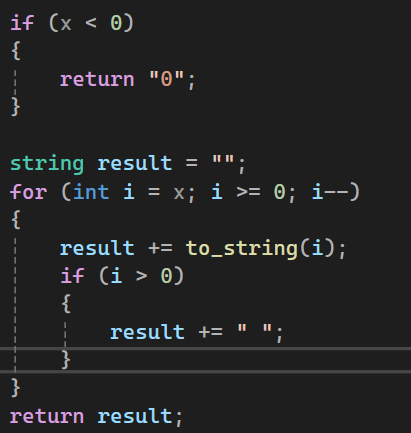 if (x < 0)
{
    return "0";
}

string result = "";
for (int i = x; i >= 0; i--)
{
    result += to_string(i);
    if (i > 0)
    {
        result += " ";
    }
}
return result;